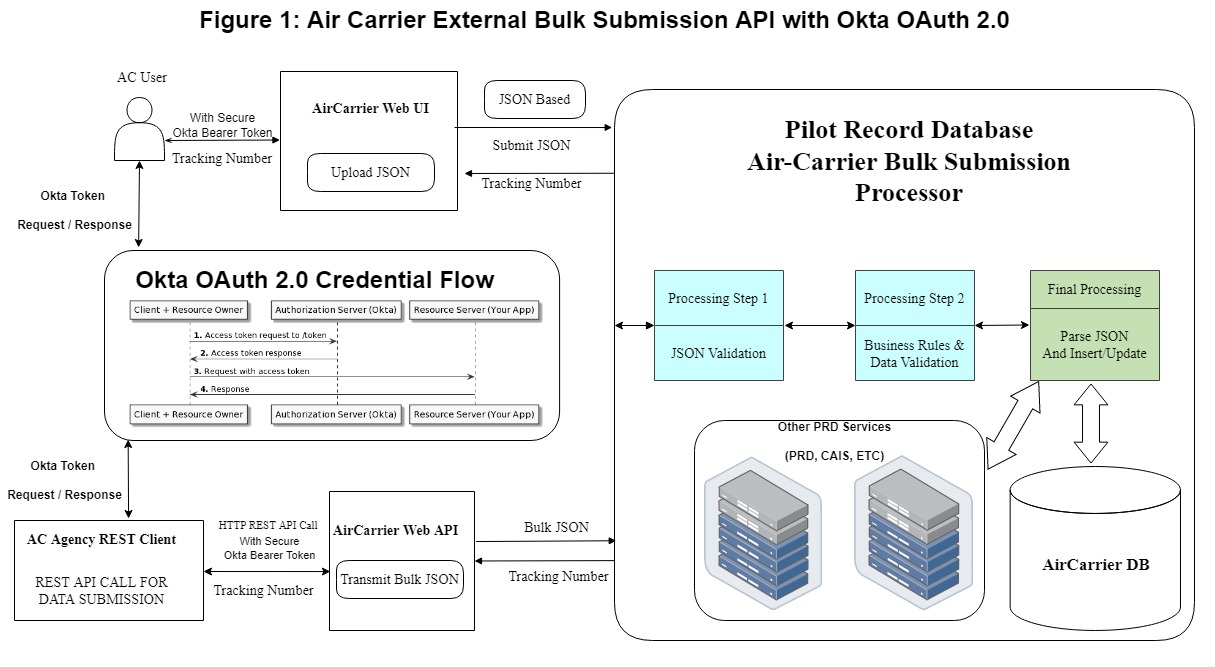 Figure 1: Air Carrier External Bulk Submission API with Okta OAuth 2.0
AC User
With Secure
Okta Bearer Token
Tracking Number
AirCarrier Web UI
Upload JSON
JSON Based
Submit JSON
Tracking Number
Okta Token
Request / Response
Okta OAuth 2.0 Credential Flow
Client + Resource Owner
Authorization Server (Okta)
Resource Server (Your App)
1. Access token request to /token
2. Access token response
3. Request with access token
4. Response
Client + Resource Owner
Authorization Server (Okta)
Resource Server (Your App)
Okta Token
Request / Response
AC Agency REST Client
REST API CALL FOR
DATA SUBMISSION
HTTP REST API Call
With Secure
Okta Bearer Token
Tracking Number
AirCarrier Web API
Transmit Bulk JSON
Bulk JSON
Tracking Number
Pilot Record Database
Air-Carrier Bulk Submission
Processor
Processing Step 1
JSON Validation
Processing Step 2
Business Rules &
Data Validation
Final Processing
Parse JSON
And Insert/Update
Other PRD Services
(PRD, CAIS, ETC)
AirCarrier DB